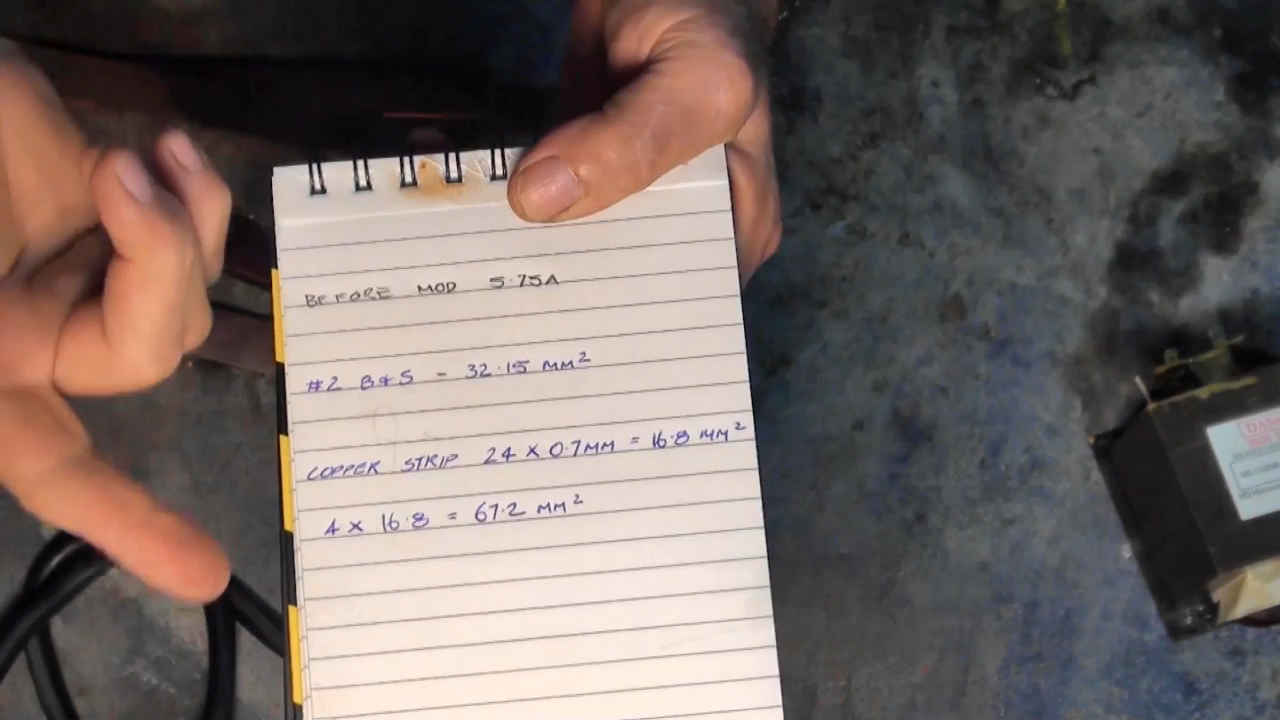 BEFORE MOD 5.75A
#2 B&S - 32.15 MM²
COPPER STRIP 24 X 0.7MM = 16.8 MM²
4 X 16.8 = 67.2 MM²